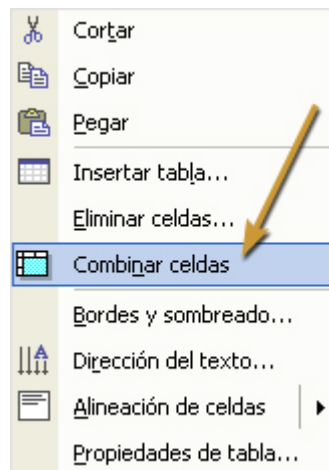 Cortar
Copiar
Pegar
Insertar tabla...
Eliminar celdas...
Combinar celdas
Bordes y sombreado...
Dirección del texto...
Alineación de celdas
Propiedades de tabla...